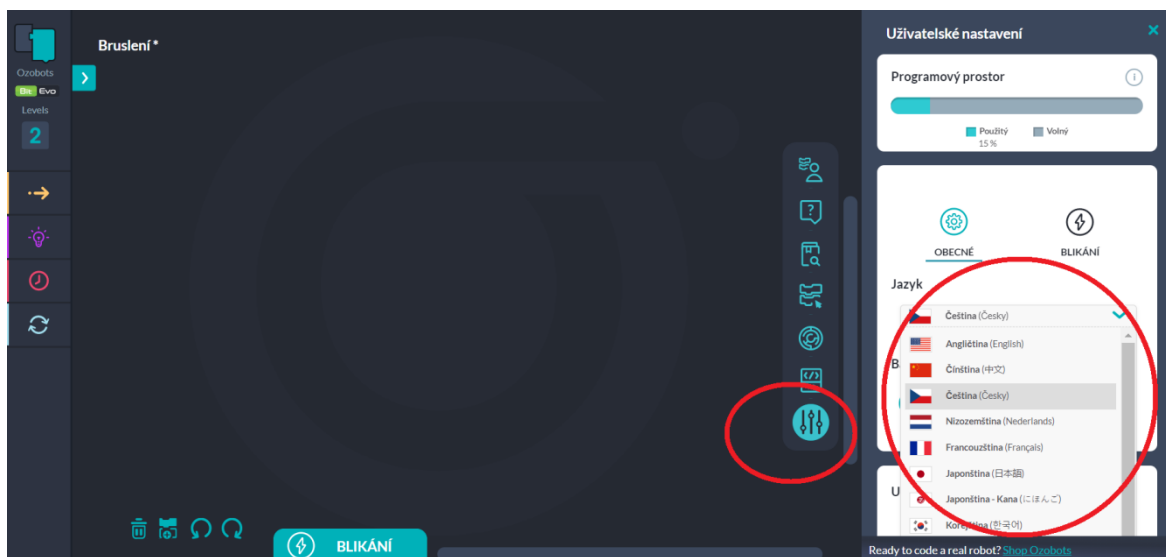 Ozobots
Bit Evo
Levels
2
Bruslení *
BLIKÁNÍ
Uživatelské nastavení
Programový prostor
Použitý
15 %
Volný
OBECNÉ
BLIKÁNÍ
Jazyk
Čeština (Česky)
Angličtina (English)
B
Čínština (中文)
Čeština (Česky)
Nizozemština (Nederlands)
Francouzština (Français)
Japonština (日本語)
U
Japonština - Kana (にほんご)
Korejština (한국어)
Ready to code a real robot? Shop Ozobots